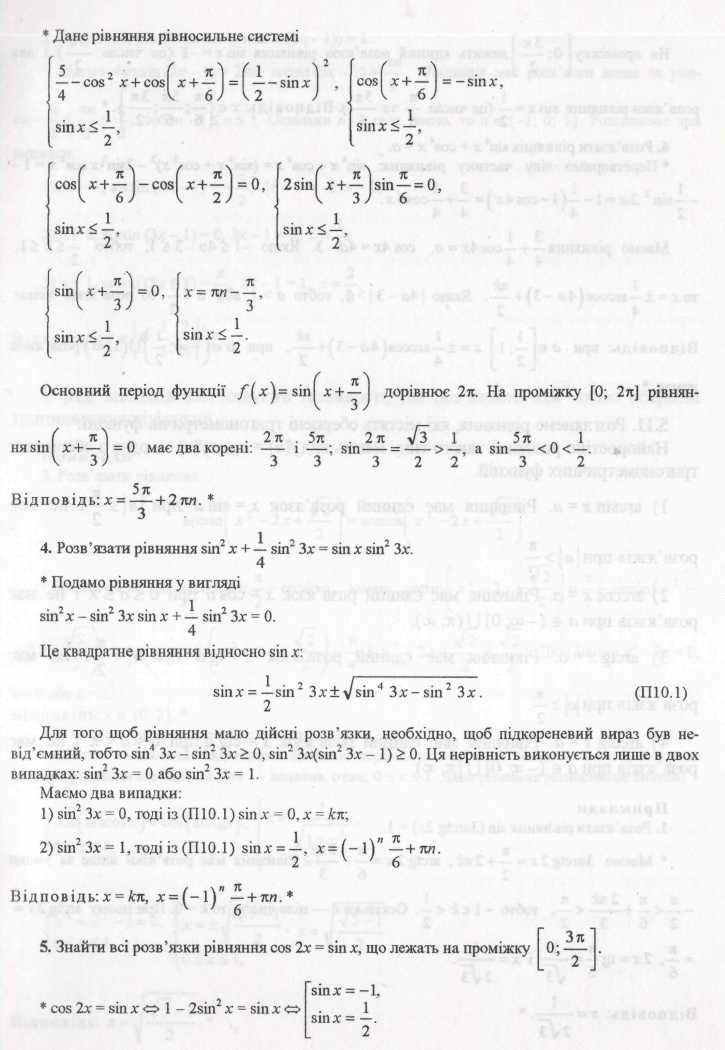 * Дане рівняння рівносильне системі
{ 5/4 − cos² x + cos(x + π/6) = (1/2 − sin x)², sin x ≤ 1/2, { cos(x + π/6) = − sin x, sin x ≤ 1/2,
{ cos(x + π/6) − cos(x + π/2) = 0, sin x ≤ 1/2, { 2 sin(x + π/3) sin π/6 = 0, sin x ≤ 1/2,
{ sin(x + π/3) = 0, sin x ≤ 1/2, { x = πn − π/3, sin x ≤ 1/2.
Основний період функції f(x) = sin(x + π/3) дорівнює 2π. На проміжку [0; 2π] рівнян-
ня sin(x + π/3) = 0 має два корені: 2π/3 і 5π/3; sin 2π/3 = √3/2 > 1/2, а sin 5π/3 < 0 < 1/2.
Відповідь: x = 5π/3 + 2πn. *
4. Розв’язати рівняння sin² x + 1/4 sin² 3x = sin x sin² 3x.
* Подамо рівняння у вигляді
sin² x − sin² 3x sin x + 1/4 sin² 3x = 0.
Це квадратне рівняння відносно sin x:
sin x = 1/2 sin² 3x ± √(sin⁴ 3x − sin² 3x). (П10.1)
Для того щоб рівняння мало дійсні розв’язки, необхідно, щоб підкореневий вираз був не-
від’ємний, тобто sin⁴ 3x − sin² 3x ≥ 0, sin² 3x(sin² 3x − 1) ≥ 0. Ця нерівність виконується лише в двох
випадках: sin² 3x = 0 або sin² 3x = 1.
Маємо два випадки:
1) sin² 3x = 0, тоді із (П10.1) sin x = 0, x = kπ;
2) sin² 3x = 1, тоді із (П10.1) sin x = 1/2, x = (−1)ⁿ π/6 + πn.
Відповідь: x = kπ, x = (−1)ⁿ π/6 + πn. *
5. Знайти всі розв’язки рівняння cos 2x = sin x, що лежать на проміжку [0; 3π/2].
* cos 2x = sin x ⇔ 1 − 2sin² x = sin x ⇔ [ sin x = −1, sin x = 1/2.